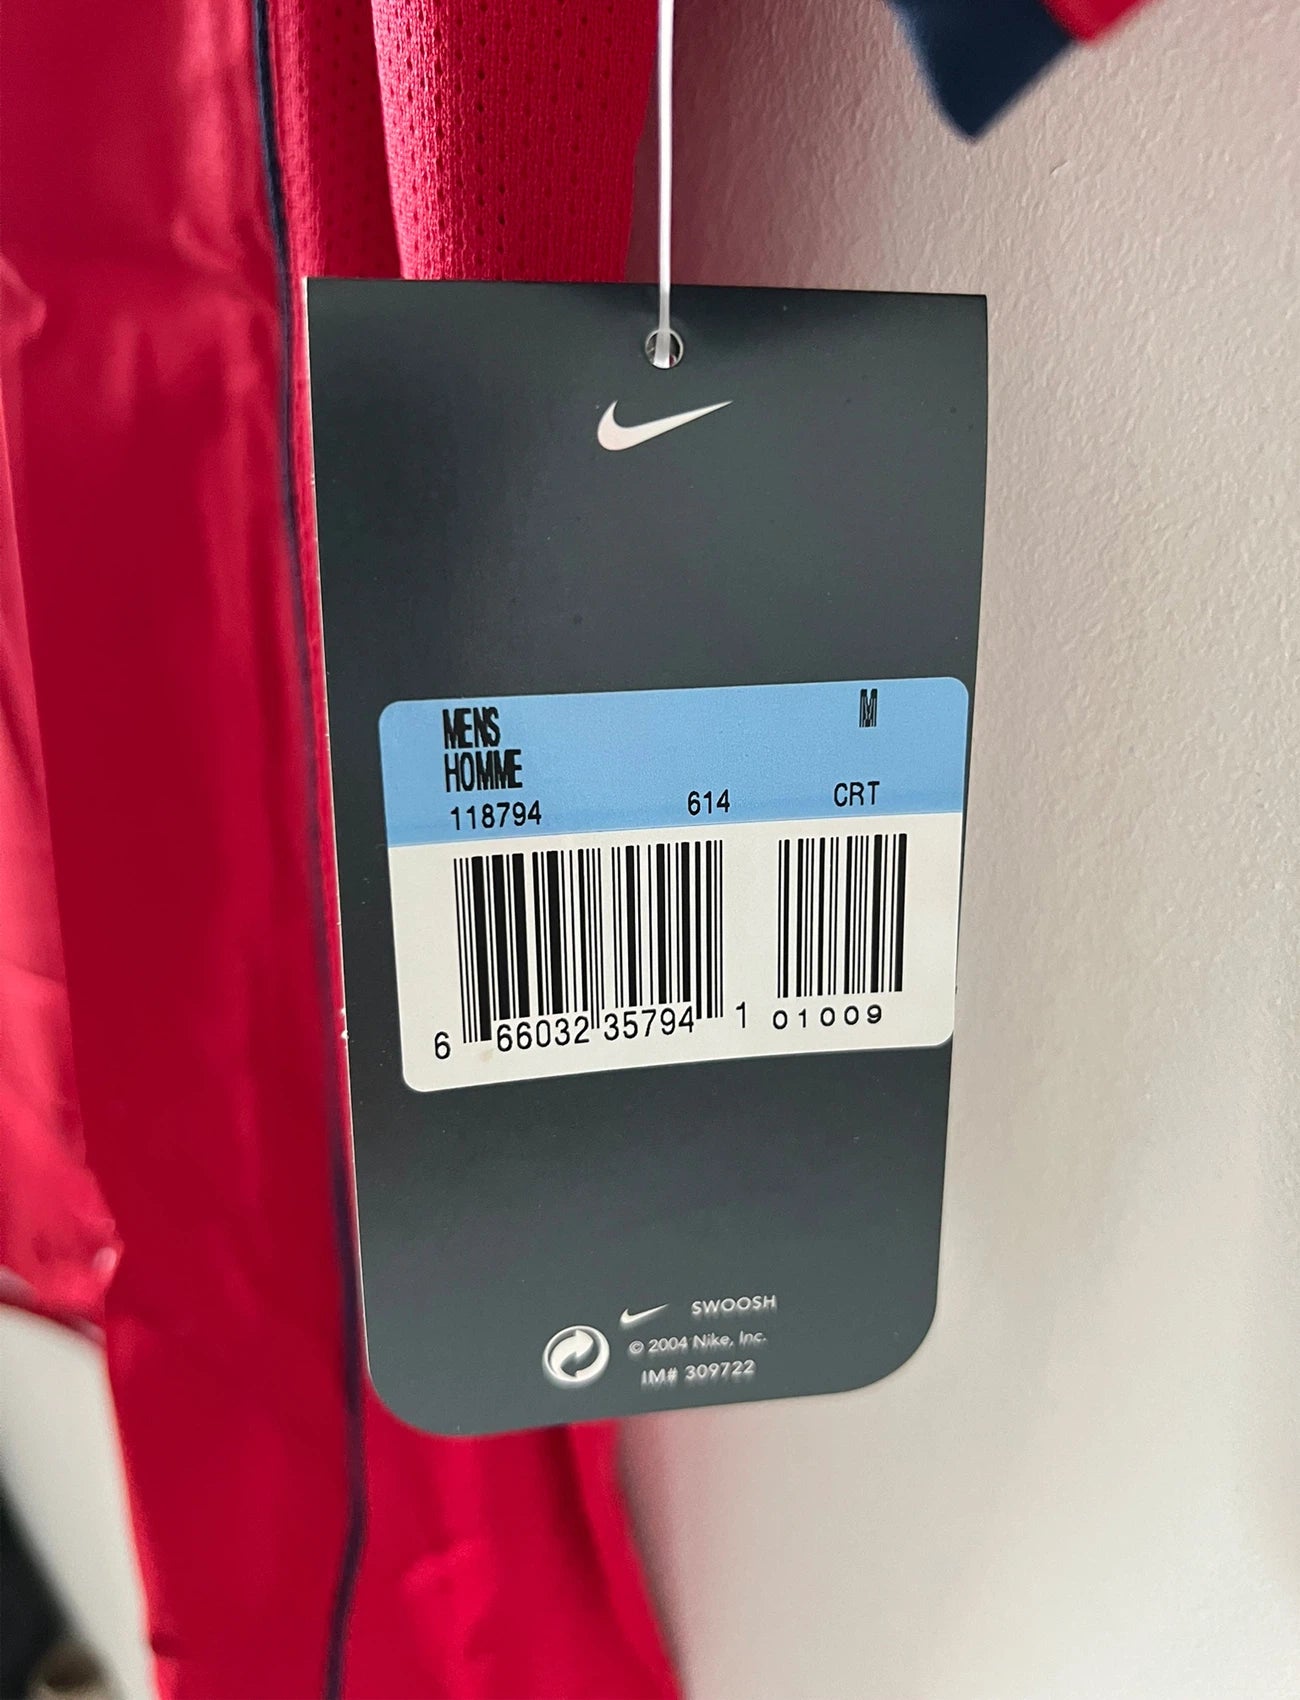 MENS M
HOMME
118794 614 CRT
6 66032 35794 1 01009
SWOOSH
© 2004 Nike, Inc.
IM# 309722